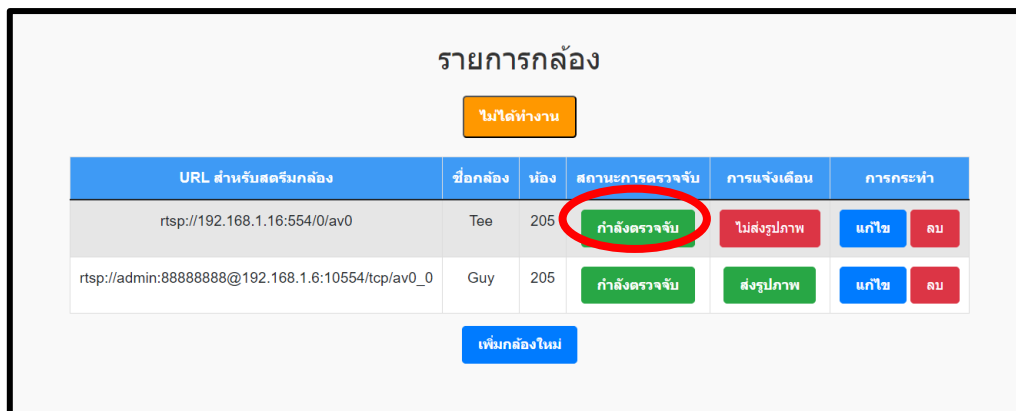 รายการกล้อง
ไม่ได้ทำงาน
URL สำหรับสตรีมกล้อง ชื่อกล้อง ห้อง สถานะการตรวจจับ การแจ้งเตือน การกระทำ
rtsp://192.168.1.16:554/0/av0 Tee 205 กำลังตรวจจับ ไม่ส่งรูปภาพ แก้ไข ลบ
rtsp://admin:88888888@192.168.1.6:10554/tcp/av0_0 Guy 205 กำลังตรวจจับ ส่งรูปภาพ แก้ไข ลบ
เพิ่มกล้องใหม่